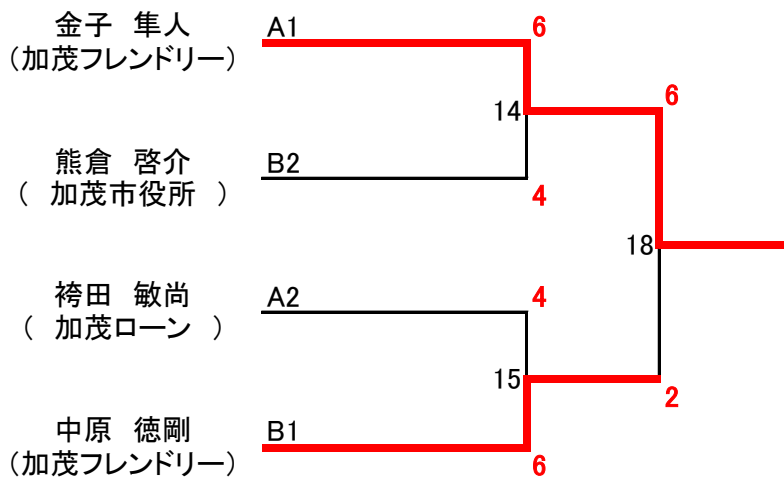 金子 隼人
(加茂フレンドリー)
A1
6
6
14
熊倉 啓介
( 加茂市役所 )
B2
4
18
袴田 敏尚
( 加茂ローン )
A2
4
15
2
中原 徳剛
(加茂フレンドリー)
B1
6